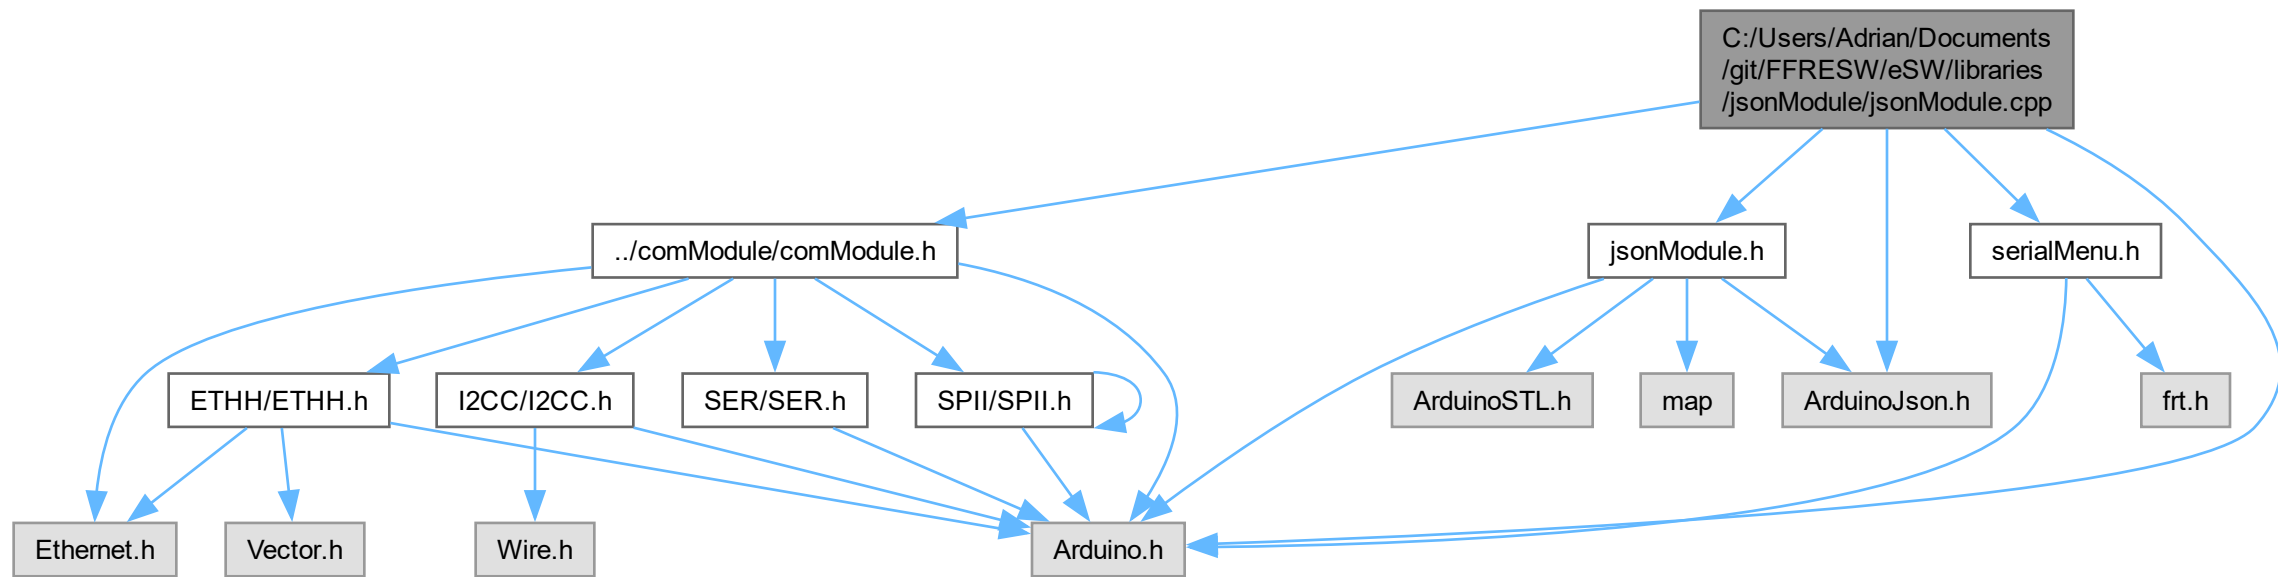 C:/Users/Adrian/Documents
/git/FFRESW/eSW/libraries
/jsonModule/jsonModule.cpp
../comModule/comModule.h
jsonModule.h
serialMenu.h
ETHH/ETHH.h
I2CC/I2CC.h
SER/SER.h
SPII/SPII.h
ArduinoSTL.h
map
ArduinoJson.h
frt.h
Ethernet.h
Vector.h
Wire.h
Arduino.h